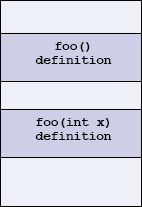 foo()
definition
foo(int x)
definition